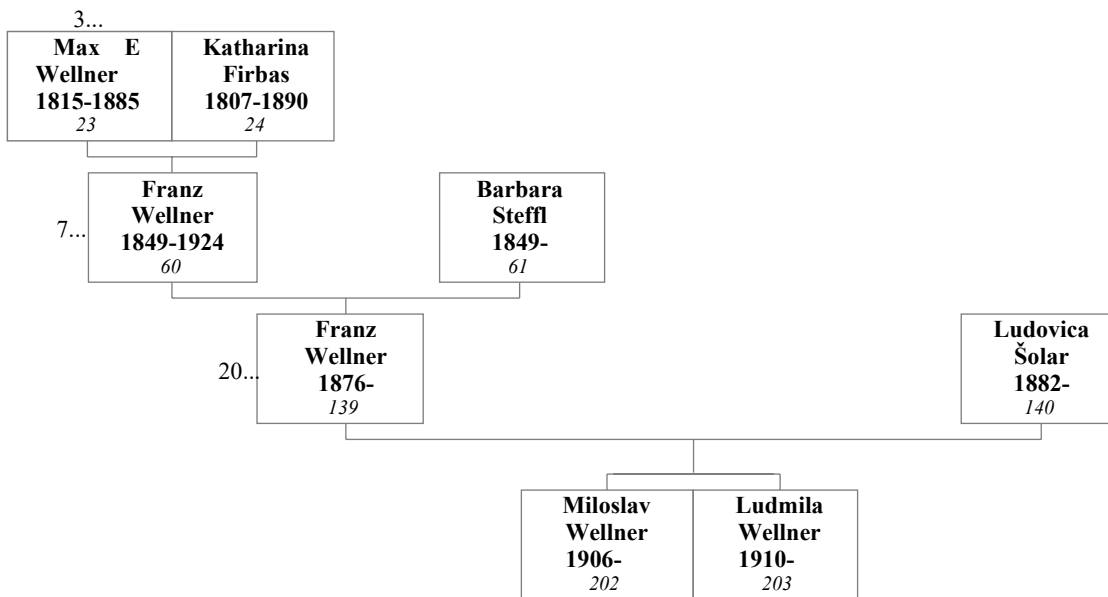 3...
Max E
Wellner
1815-1885
23
Katharina
Firbas
1807-1890
24
7...
Franz
Wellner
1849-1924
60
Barbara
Steffl
1849-
61
20...
Franz
Wellner
1876-
139
Ludovica
Šolar
1882-
140
Miloslav
Wellner
1906-
202
Ludmila
Wellner
1910-
203